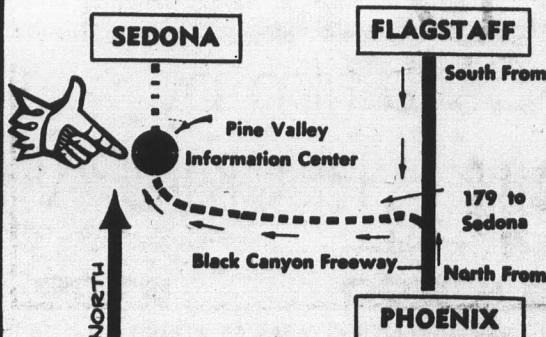 SEDONA
FLAGSTAFF
South From
Pine Valley
Information Center
179 to
Sedona
Black Canyon Freeway
North From
NORTH
PHOENIX